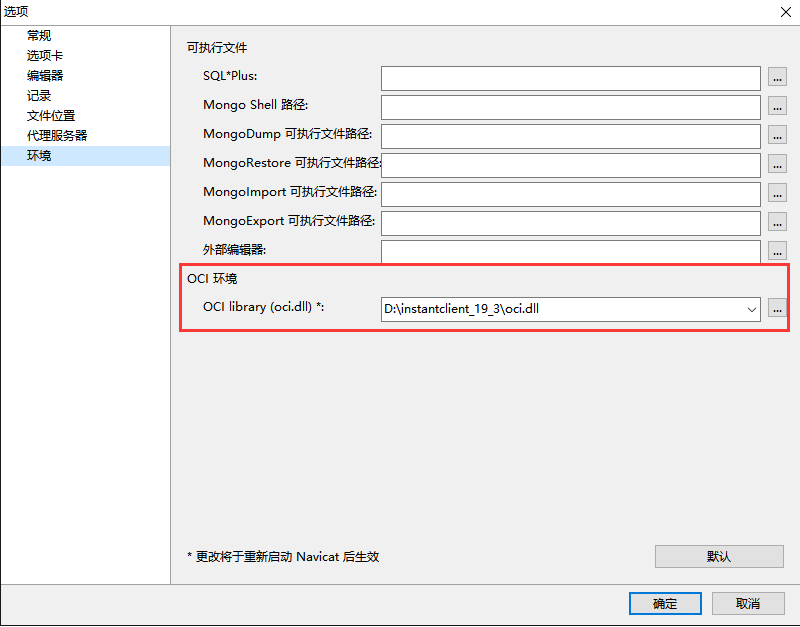 选项
常规
选项卡
编辑器
记录
文件位置
代理服务器
环境
可执行文件
SQL*Plus:
...
Mongo Shell 路径:
...
MongoDump 可执行文件路径:
...
MongoRestore 可执行文件路径:
...
MongoImport 可执行文件路径:
...
MongoExport 可执行文件路径:
...
外部编辑器:
...
OCI 环境
OCI library (oci.dll) *: D:\instantclient_19_3\oci.dll
...
* 更改将于重新启动 Navicat 后生效
默认
确定
取消